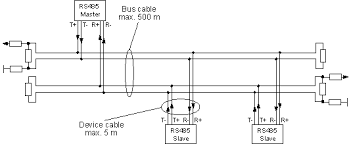 RS485
Master
T+ T- R+ R-
Bus cable
max. 500 m
Device cable
max. 5 m
T- T+ R- R+
RS485
Slave
T- T+ R- R+
RS485
Slave